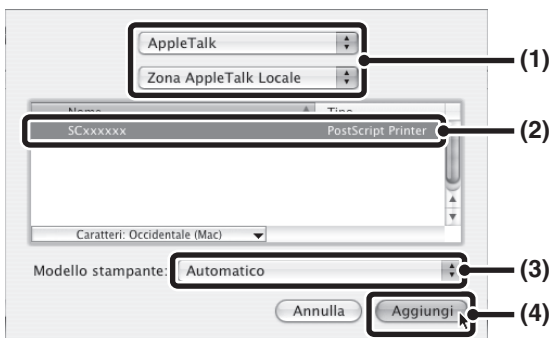 AppleTalk
(1)
Zona AppleTalk Locale
Nome Tipo
SCxxxxxx PostScript Printer (2)
Caratteri: Occidentale (Mac)
Modello stampante: Automatico (3)
Annulla Aggiungi (4)